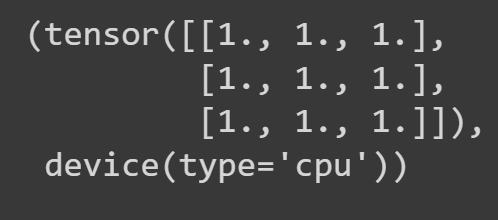 (tensor([[1., 1., 1.],
        [1., 1., 1.],
        [1., 1., 1.]]),
 device(type='cpu'))